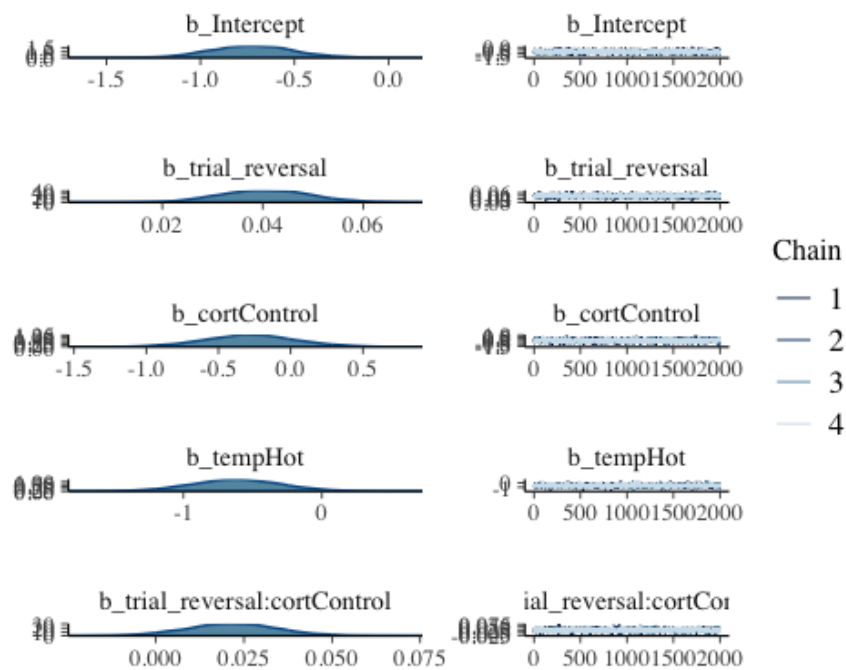 b_Intercept b_Intercept
-1.5 -1.0 -0.5 0.0 0 500 1000 1500 2000
b_trial_reversal b_trial_reversal
0.02 0.04 0.06 0 500 1000 1500 2000
Chain
b_cortControl b_cortControl
1
2
-1.5 -1.0 -0.5 0.0 0.5 0 500 1000 1500 2000
3
4
b_tempHot b_tempHot
-1 0 0 500 1000 1500 2000
b_trial_reversal:cortControl ial_reversal:cortCor
0.000 0.025 0.050 0.075 0 500 1000 1500 2000